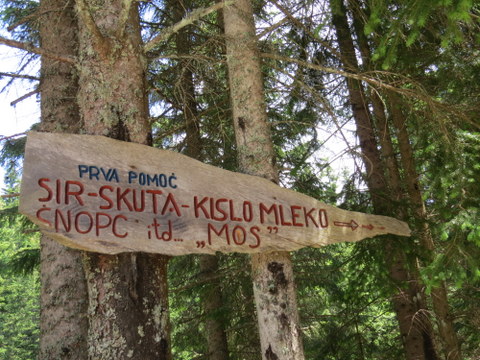 PRVA POMOČ
SIR-SKUTA-KISLO MLEKO
ŠNOPC itd... „MOS"